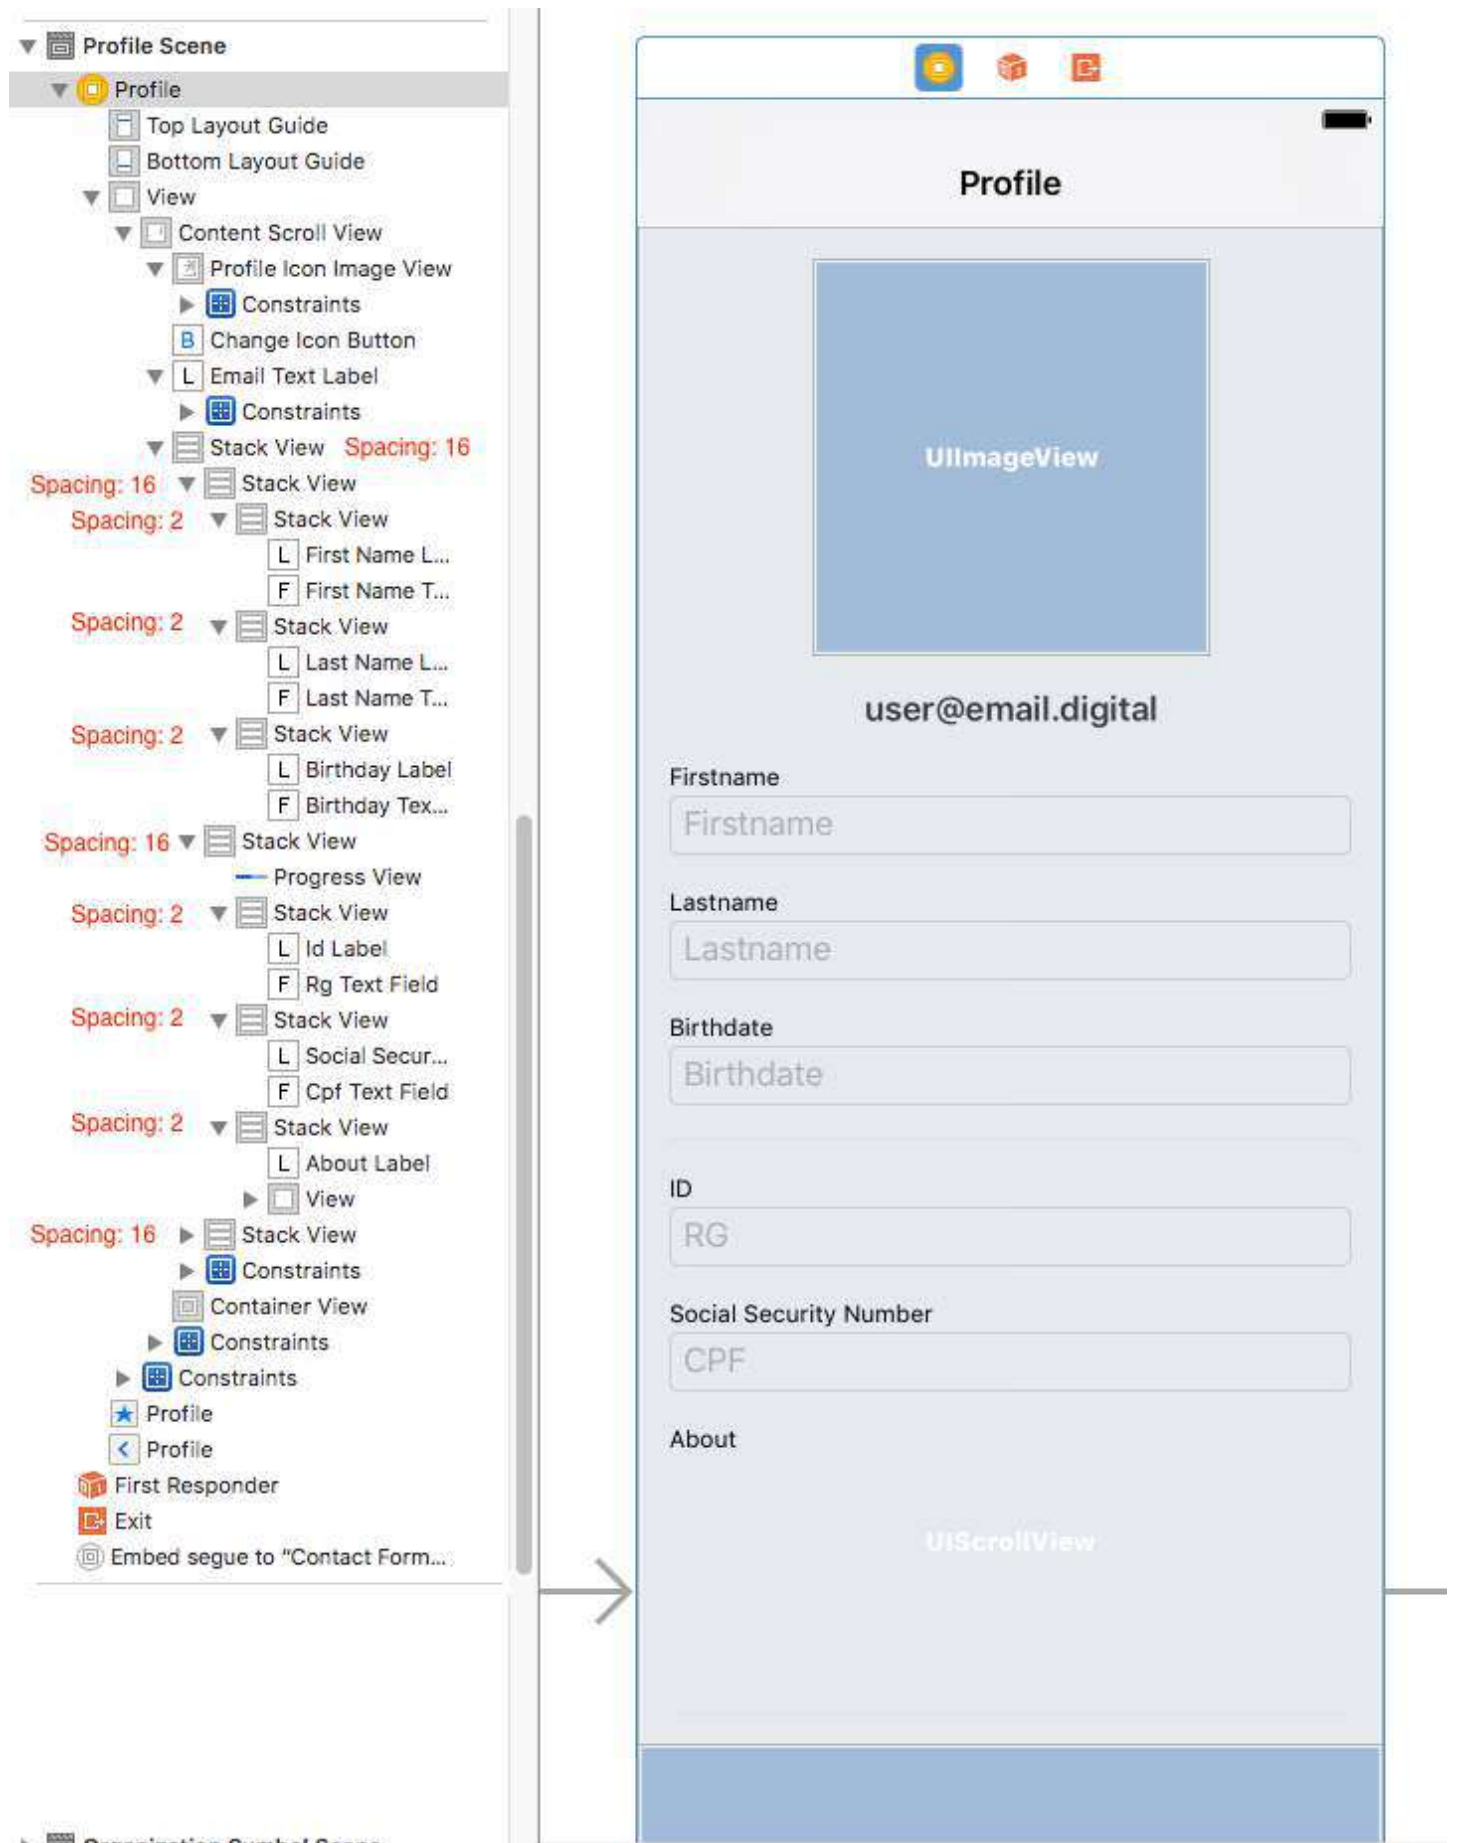 Profile Scene
Profile
Top Layout Guide
Bottom Layout Guide
View
Content Scroll View
Profile Icon Image View
Constraints
B Change Icon Button
L Email Text Label
Constraints
Stack View Spacing: 16
Spacing: 16 Stack View
Spacing: 2 Stack View
L First Name L...
F First Name T...
Spacing: 2 Stack View
L Last Name L...
F Last Name T...
Spacing: 2 Stack View
L Birthday Label
F Birthday Tex...
Spacing: 16 Stack View
Progress View
Spacing: 2 Stack View
L Id Label
F Rg Text Field
Spacing: 2 Stack View
L Social Secur...
F Cpf Text Field
Spacing: 2 Stack View
L About Label
View
Spacing: 16 Stack View
Constraints
Container View
Constraints
Constraints
Profile
Profile
First Responder
Exit
Embed segue to "Contact Form...
Organization Symbol Scene
Profile
UIImageView
user@email.digital
Firstname
Firstname
Lastname
Lastname
Birthdate
Birthdate
ID
RG
Social Security Number
CPF
About
UIScrollView